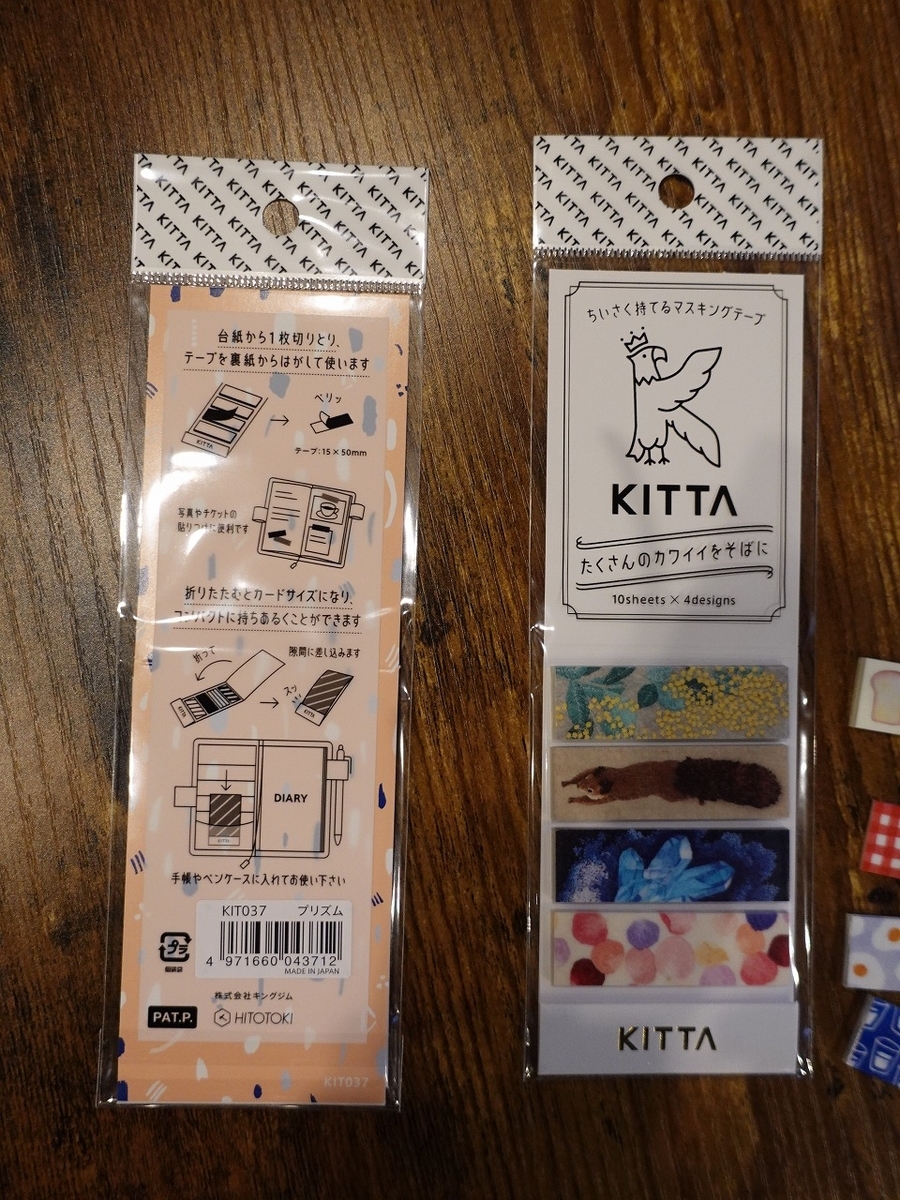 台紙から1枚切りとり、
テープを裏紙からはがして使います
ペリッ
KITTA
テープ:15×50mm
写真やチケットの
貼りつけに便利です
折りたたむとカードサイズになり、
コンパクトに持ちあるくことができます
折って
隙間に差し込みます
スッ
KITTA
KITTA
DIARY
KITTA
手帳やペンケースに入れてお使い下さい
KIT037 プリズム
4 971660 043712
MADE IN JAPAN
プラ
個装袋
株式会社キングジム
PAT.P.
HITOTOKI
KIT037
ちいさく持てるマスキングテープ
KITTA
たくさんのカワイイをそばに
10sheets × 4designs
KITTA